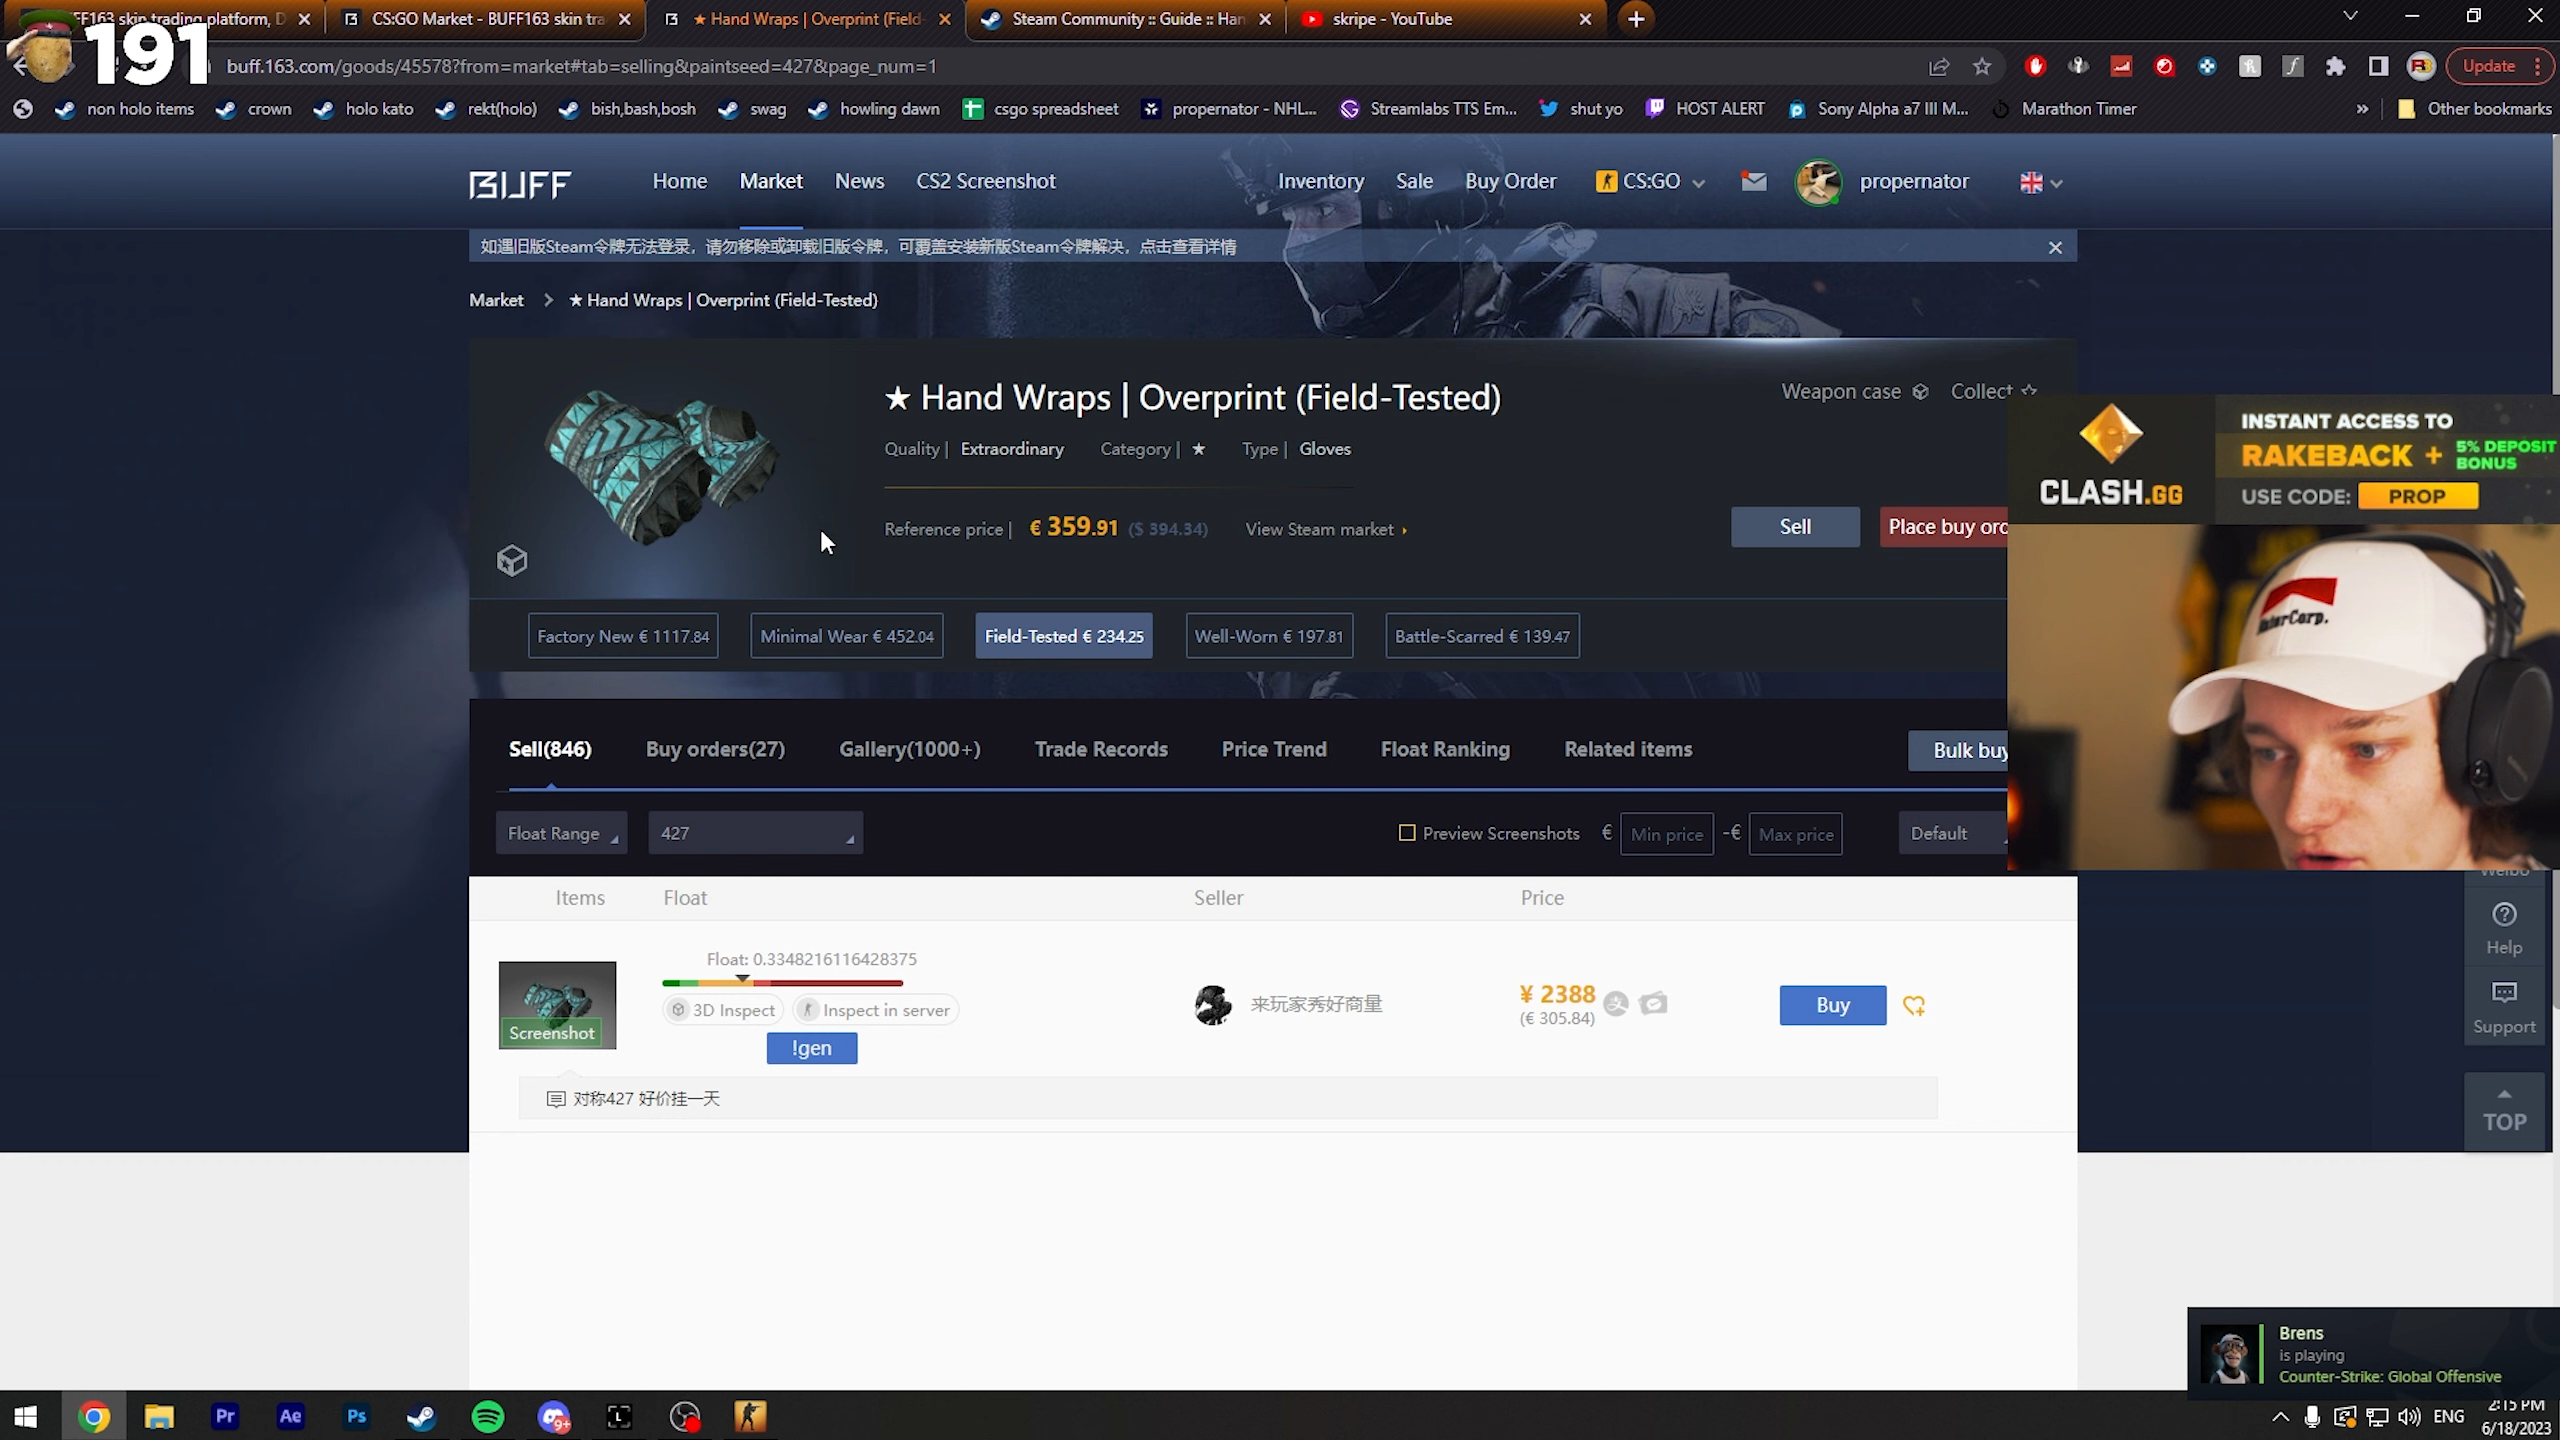 FF163 skin trading platform, D
CS:GO Market - BUFF163 skin tra
★ Hand Wraps | Overprint (Field-
Steam Community :: Guide :: Han
skripe - YouTube
191
buff.163.com/goods/45578?from=market#tab=selling&paintseed=427&page_num=1
Update
non holo items
crown
holo kato
rekt(holo)
bish,bash,bosh
swag
howling dawn
csgo spreadsheet
propernator - NHL...
Streamlabs TTS Em...
shut yo
HOST ALERT
Sony Alpha a7 III M...
Marathon Timer
»
Other bookmarks
BUFF
Home
Market
News
CS2 Screenshot
Inventory
Sale
Buy Order
CS:GO
propernator
如遇旧版Steam令牌无法登录，请勿移除或卸载旧版令牌，可覆盖安装新版Steam令牌解决，点击查看详情
Market > ★ Hand Wraps | Overprint (Field-Tested)
★ Hand Wraps | Overprint (Field-Tested)
Weapon case
Collect
Quality | Extraordinary
Category | ★
Type | Gloves
Reference price | € 359.91 ($ 394.34)
View Steam market
Sell
Place buy orc
CLASH.GG
INSTANT ACCESS TO
RAKEBACK + 5% DEPOSIT BONUS
USE CODE: PROP
Factory New € 1117.84
Minimal Wear € 452.04
Field-Tested € 234.25
Well-Worn € 197.81
Battle-Scarred € 139.47
Sell(846)
Buy orders(27)
Gallery(1000+)
Trade Records
Price Trend
Float Ranking
Related items
Bulk buy
Float Range
427
Preview Screenshots
€ Min price -€ Max price
Default
Items
Float
Seller
Price
Float: 0.3348216116428375
3D Inspect
Inspect in server
!gen
Screenshot
来玩家秀好商量
¥ 2388
(€ 305.84)
Buy
对称427 好价挂一天
Weibo
Help
Support
TOP
Brens
is playing
Counter-Strike: Global Offensive
Pr
Ae
Ps
9+
L
ENG
2:15 PM
6/18/2023